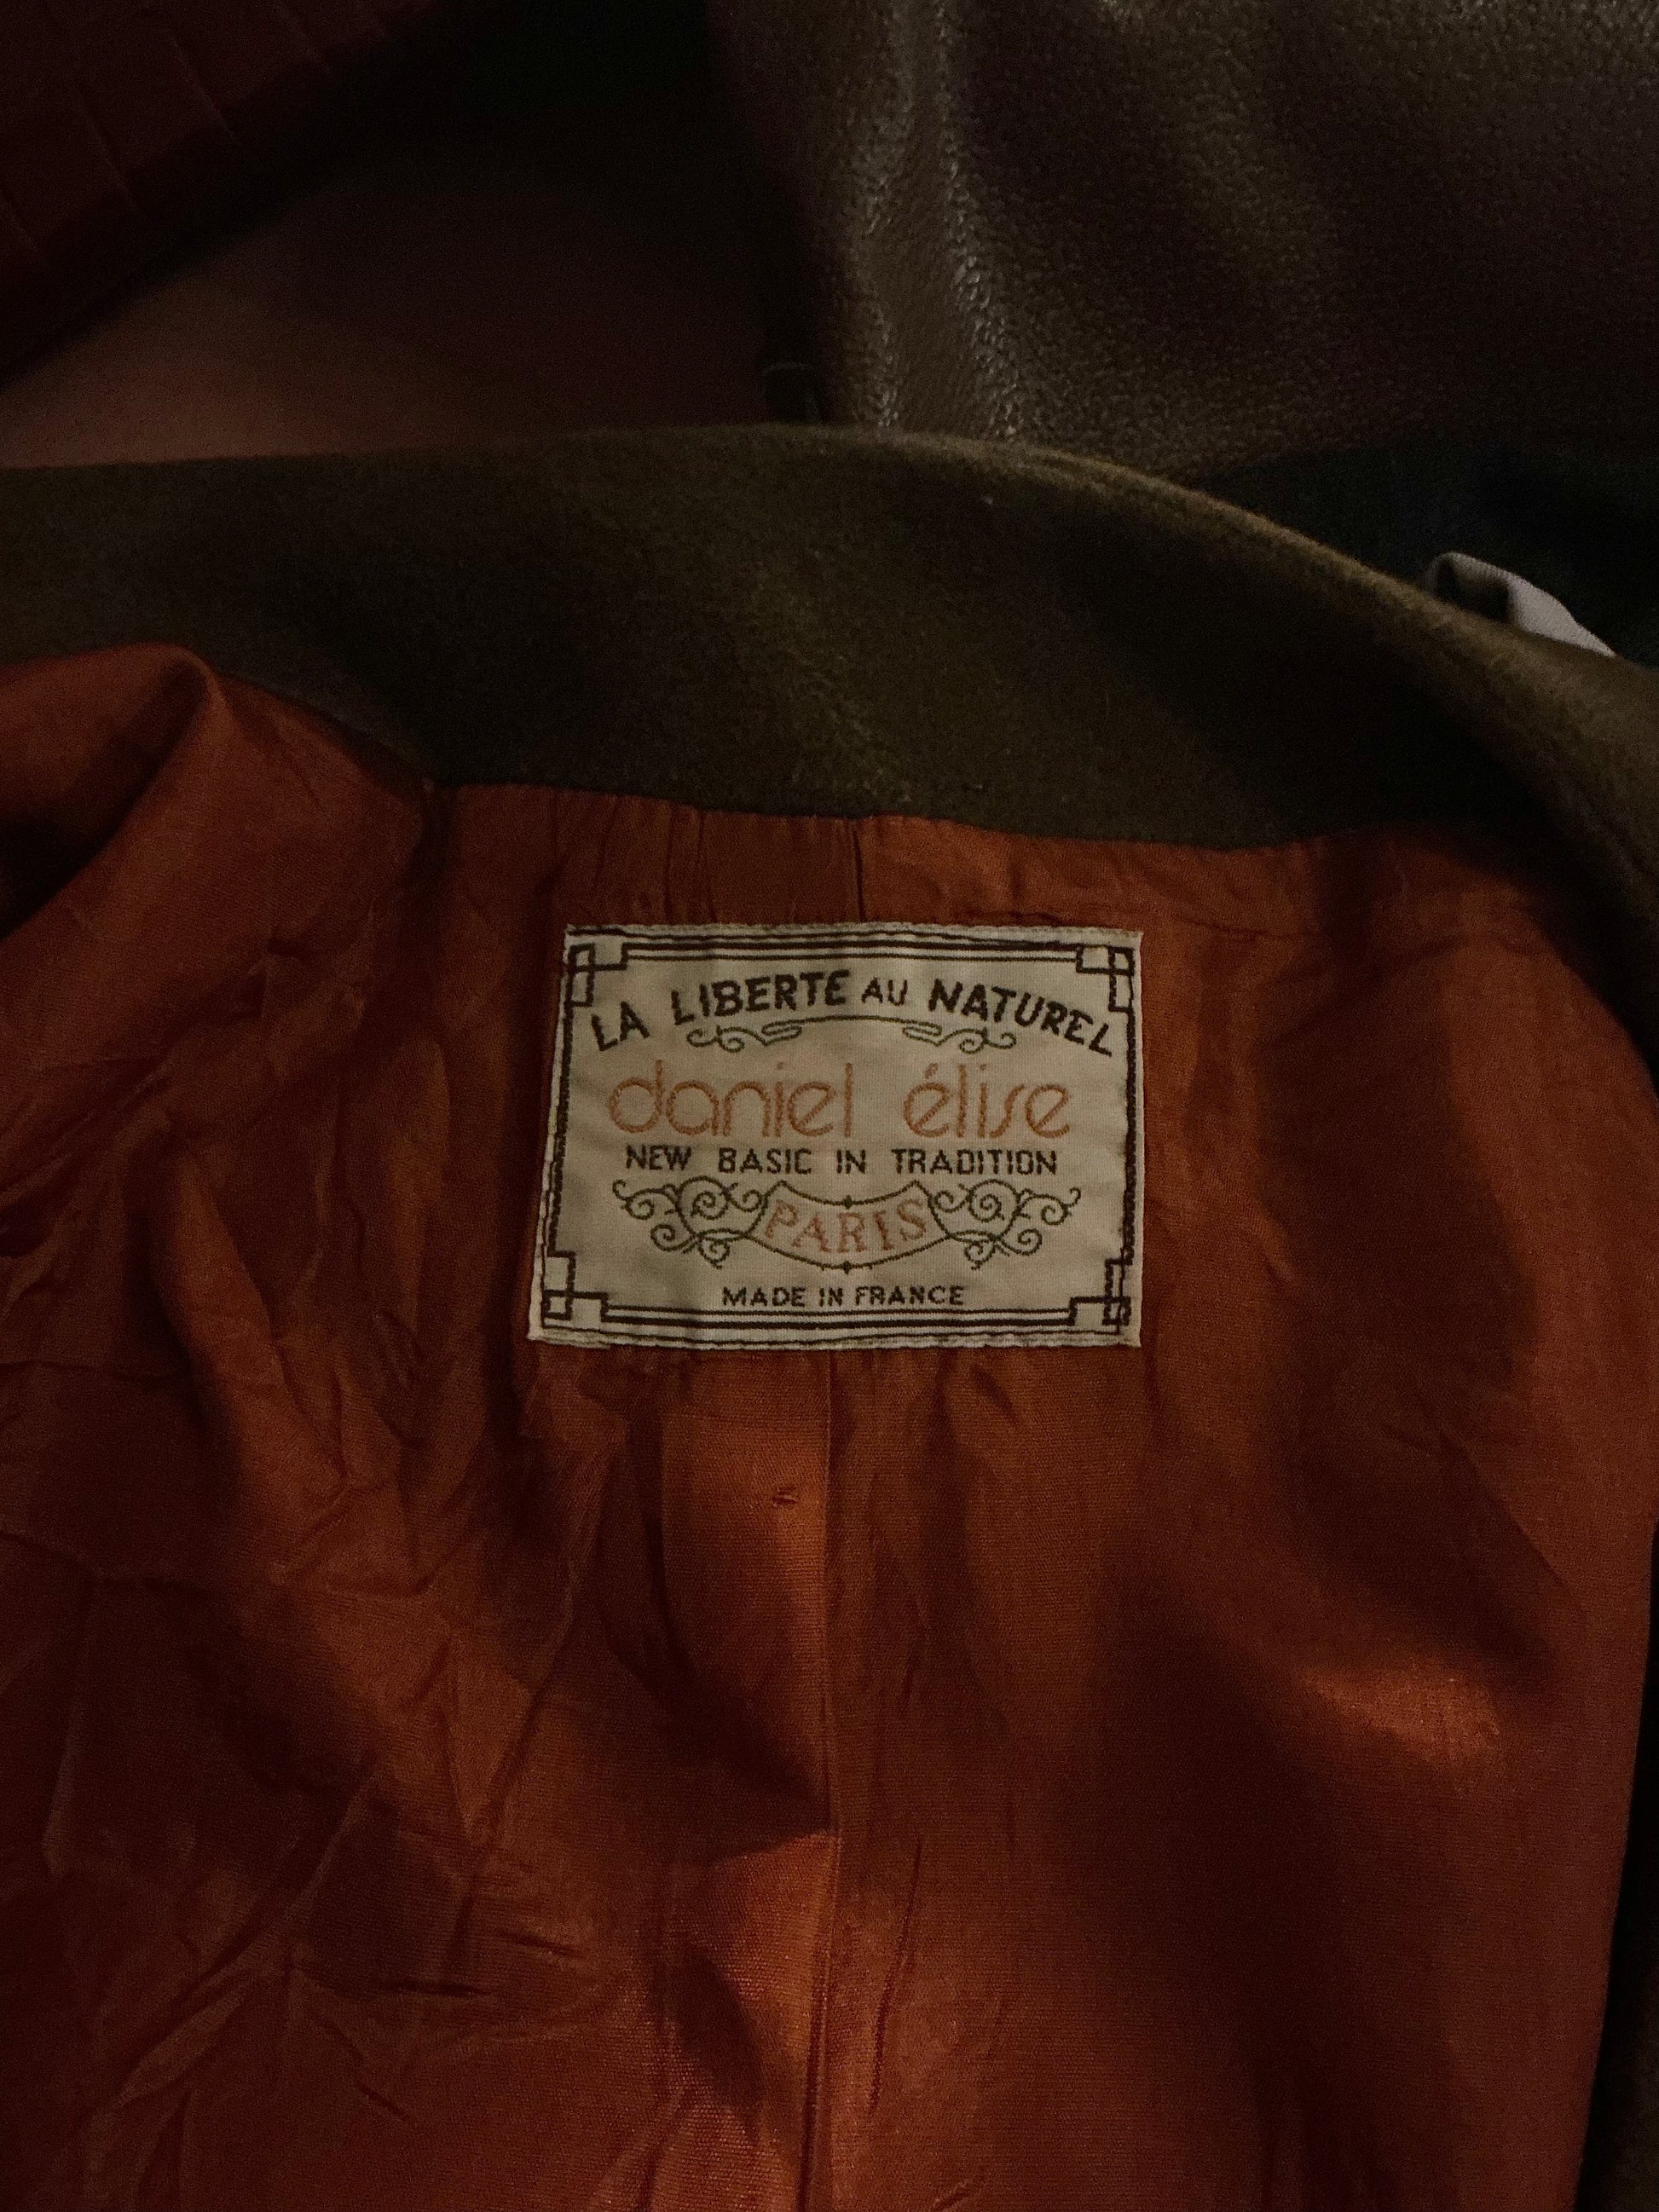 LA LIBERTE AU NATUREL
daniel élise
NEW BASIC IN TRADITION
PARIS
MADE IN FRANCE